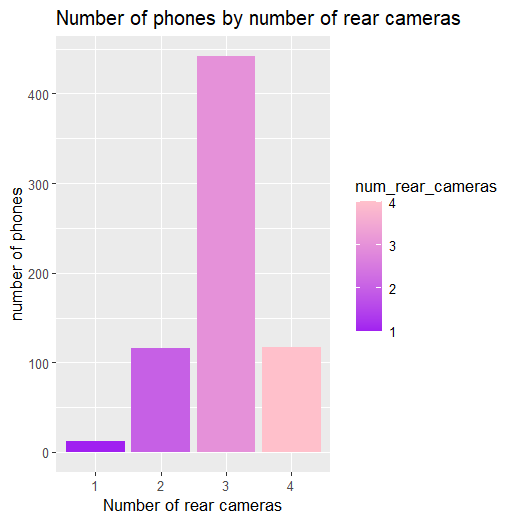 Number of phones by number of rear cameras
number of phones
400
300
200
100
0
1 2 3 4
Number of rear cameras
num_rear_cameras
4
3
2
1